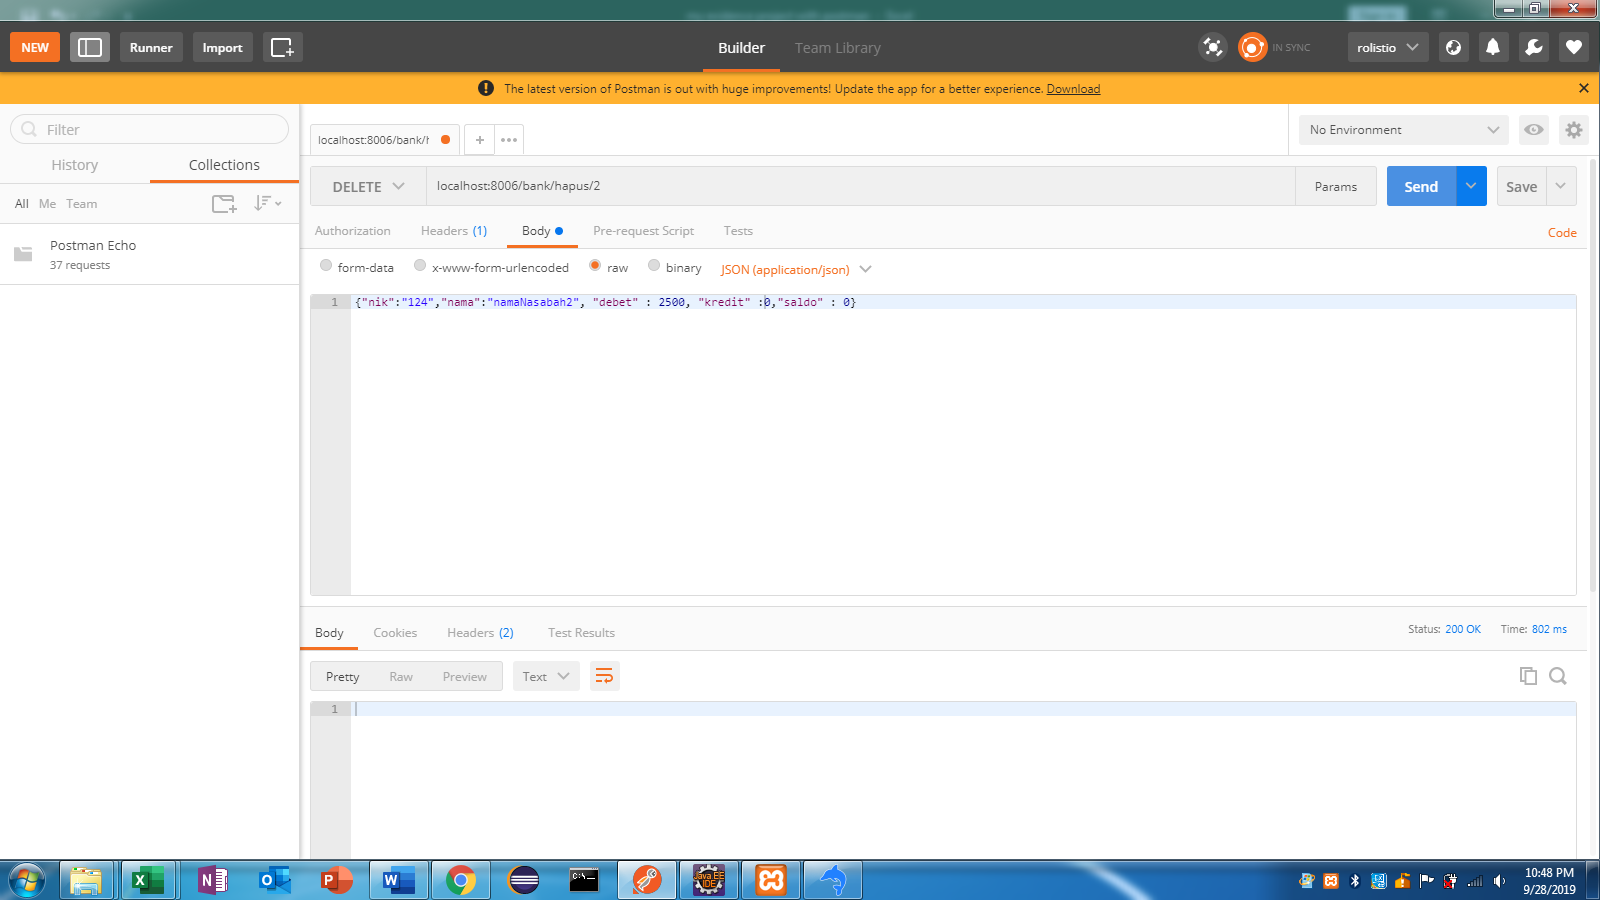 NEW
Runner
Import
Builder
Team Library
IN SYNC
rolistio
The latest version of Postman is out with huge improvements! Update the app for a better experience. Download
Filter
History
Collections
All Me Team
Postman Echo
37 requests
localhost:8006/bank/h
No Environment
DELETE
localhost:8006/bank/hapus/2
Params
Send
Save
Authorization
Headers (1)
Body
Pre-request Script
Tests
Code
form-data
x-www-form-urlencoded
raw
binary
JSON (application/json)
1 {"nik":"124","nama":"namaNasabah2", "debet" : 2500, "kredit" :0,"saldo" : 0}
Body
Cookies
Headers (2)
Test Results
Status: 200 OK
Time: 802 ms
Pretty
Raw
Preview
Text
1
Java EE
IDE
10:48 PM
9/28/2019